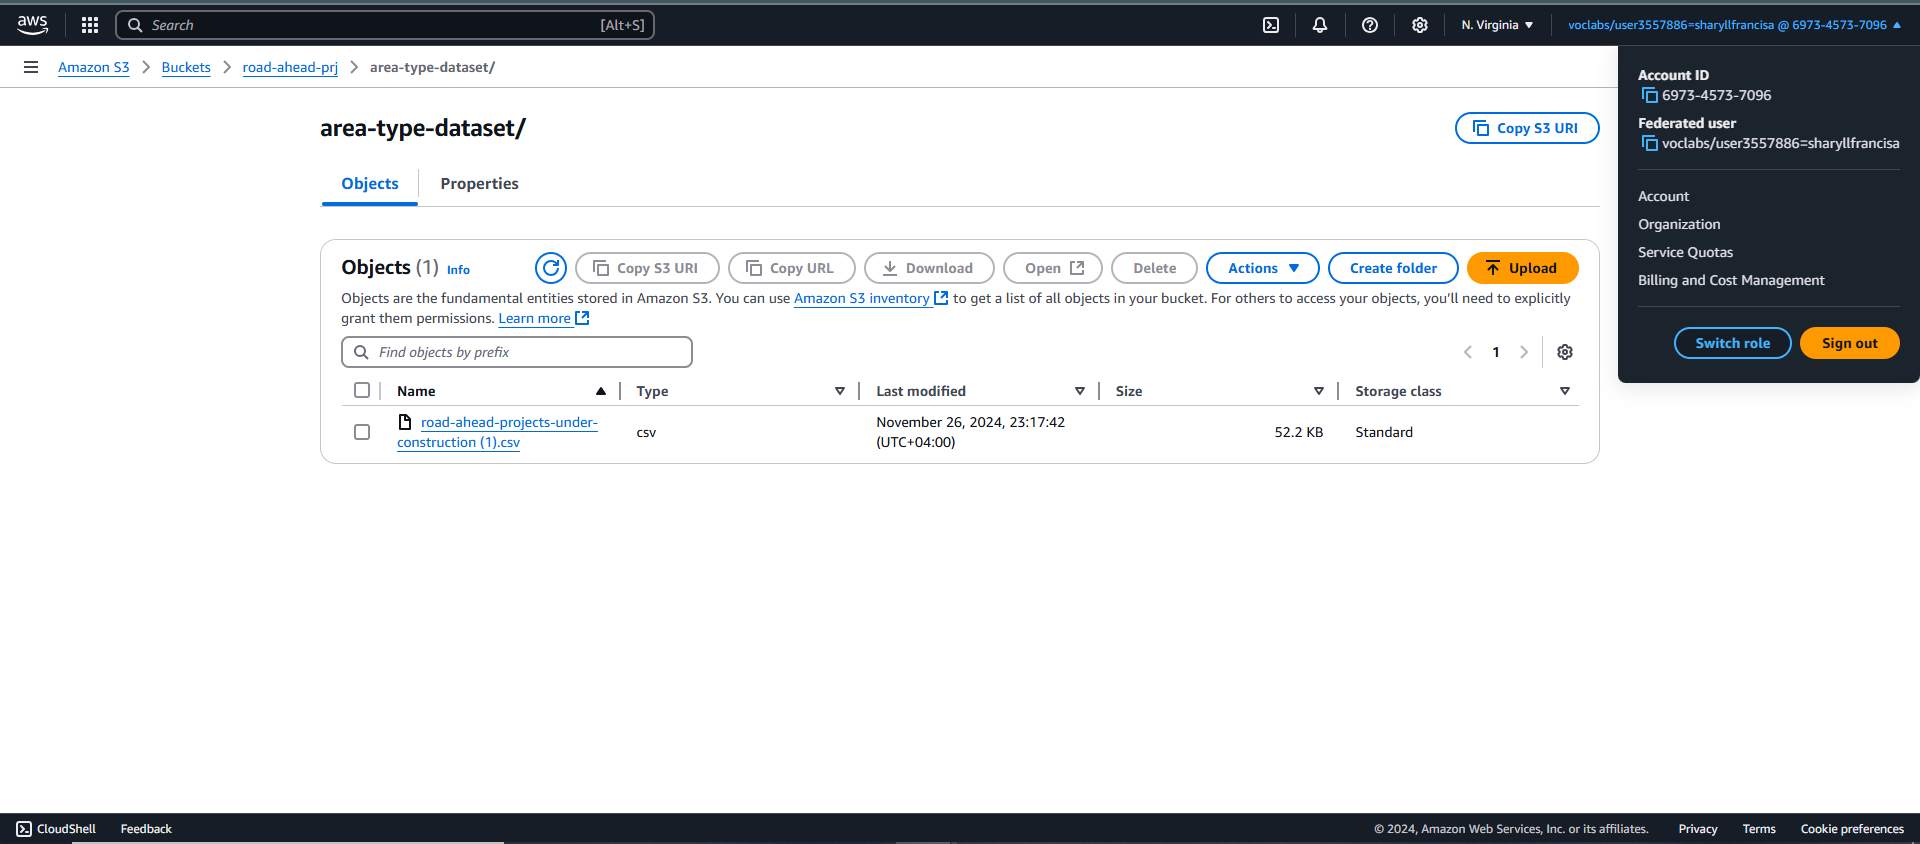 aws
Search [Alt+S]
N. Virginia
voclabs/user3557886=sharyllfrancisa @ 6973-4573-7096
Amazon S3 > Buckets > road-ahead-prj > area-type-dataset/
Account ID
6973-4573-7096
Federated user
voclabs/user3557886=sharyllfrancisa
Account
Organization
Service Quotas
Billing and Cost Management
Switch role
Sign out
area-type-dataset/
Copy S3 URI
Objects
Properties
Objects (1) Info
Copy S3 URI
Copy URL
Download
Open
Delete
Actions
Create folder
Upload
Objects are the fundamental entities stored in Amazon S3. You can use Amazon S3 inventory to get a list of all objects in your bucket. For others to access your objects, you'll need to explicitly
grant them permissions. Learn more
Find objects by prefix
1
Name
Type
Last modified
Size
Storage class
road-ahead-projects-under-
construction (1).csv
csv
November 26, 2024, 23:17:42
(UTC+04:00)
52.2 KB
Standard
CloudShell
Feedback
© 2024, Amazon Web Services, Inc. or its affiliates.
Privacy
Terms
Cookie preferences